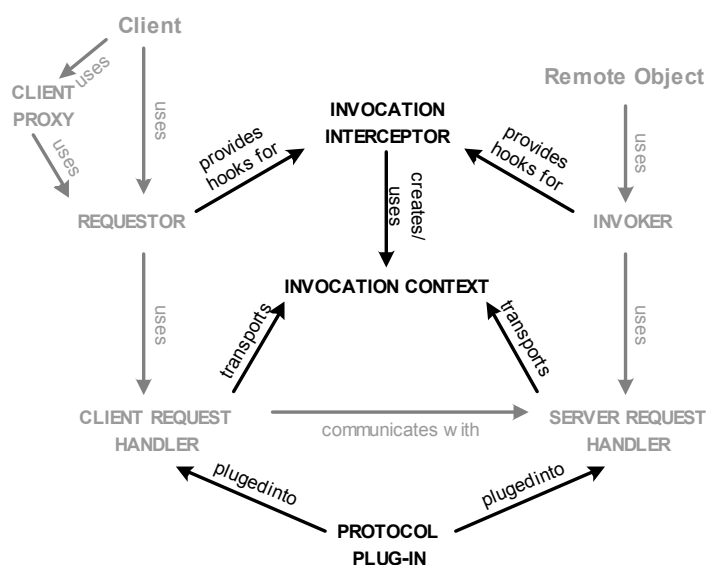 Client
uses
CLIENT
PROXY
uses
uses
Remote Object
INVOCATION
INTERCEPTOR
provides
hooks for
provides
hooks for
uses
creates/
uses
REQUESTOR
INVOKER
INVOCATION CONTEXT
uses
transports
transports
uses
CLIENT REQUEST
HANDLER
communicates with
SERVER REQUEST
HANDLER
plugedinto
plugedinto
PROTOCOL
PLUG-IN